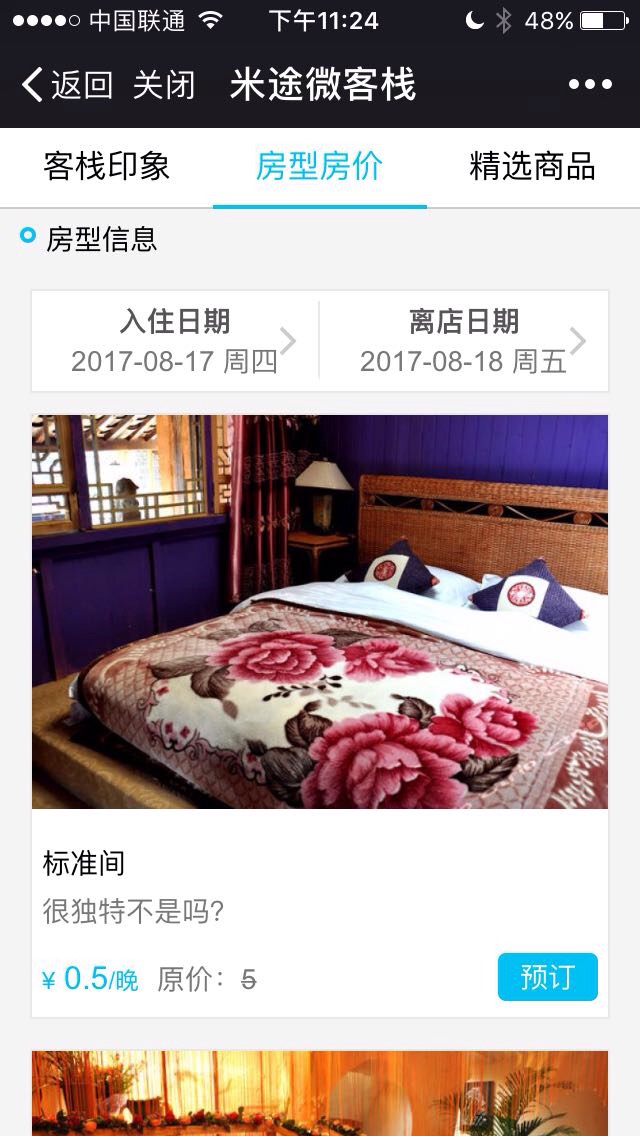 中国联通 下午11:24 48%
返回 关闭 米途微客栈
客栈印象 房型房价 精选商品
房型信息
入住日期 离店日期
2017-08-17 周四 2017-08-18 周五
标准间
很独特不是吗?
¥ 0.5/晚 原价: 5 预订